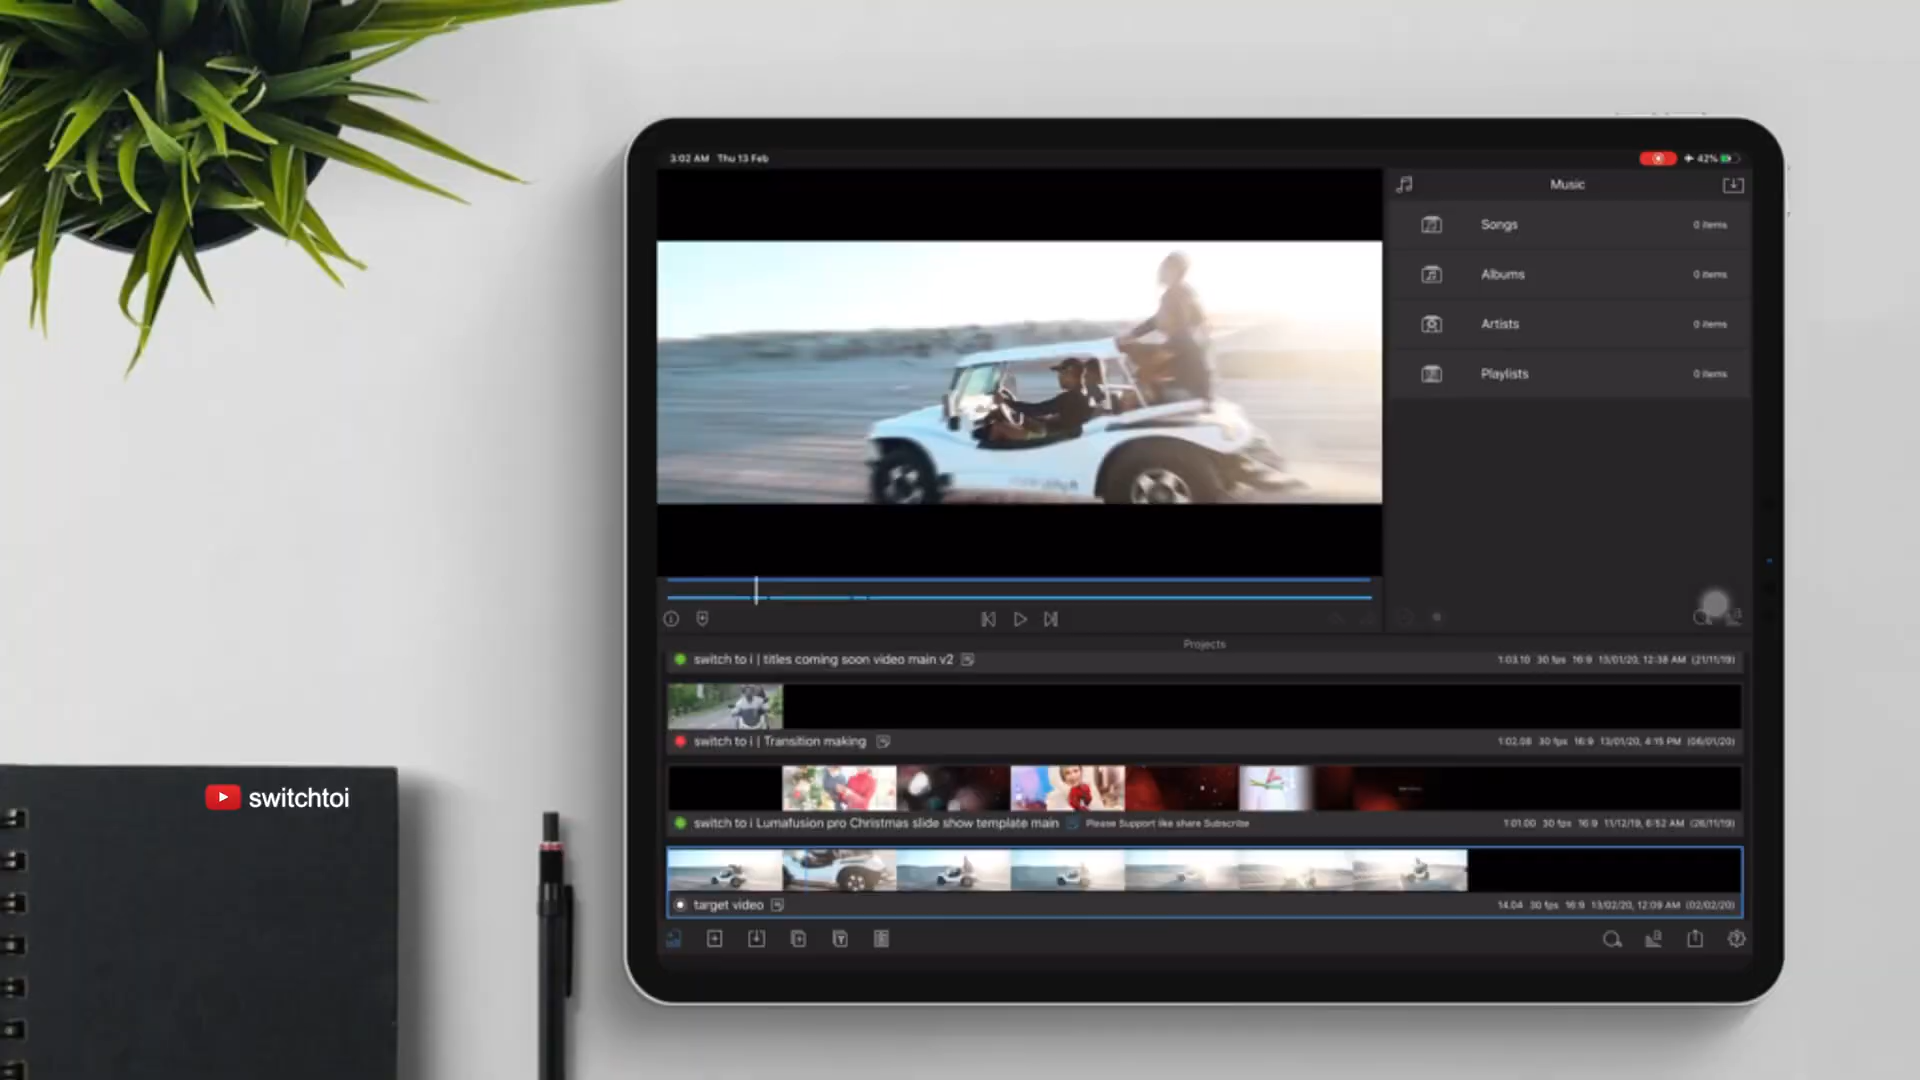 3:02 AM Thu 13 Feb
42%
Music
Songs 0 items
Albums 0 items
Artists 0 items
Playlists 0 items
Projects
switch to i | titles coming soon video main v2 1:03.10 30 fps 16:9 13/01/20, 12:38 AM (21/11/19)
switch to i | Transition making 1:02.08 30 fps 16:9 13/01/20, 4:15 PM (06/01/20)
switch to i Lumafusion pro Christmas slide show template main Please Support like share Subscribe 1:01.00 30 fps 16:9 11/12/19, 6:52 AM (26/11/19)
target video 14.04 30 fps 16:9 13/02/20, 12:09 AM (02/02/20)
switchtoi